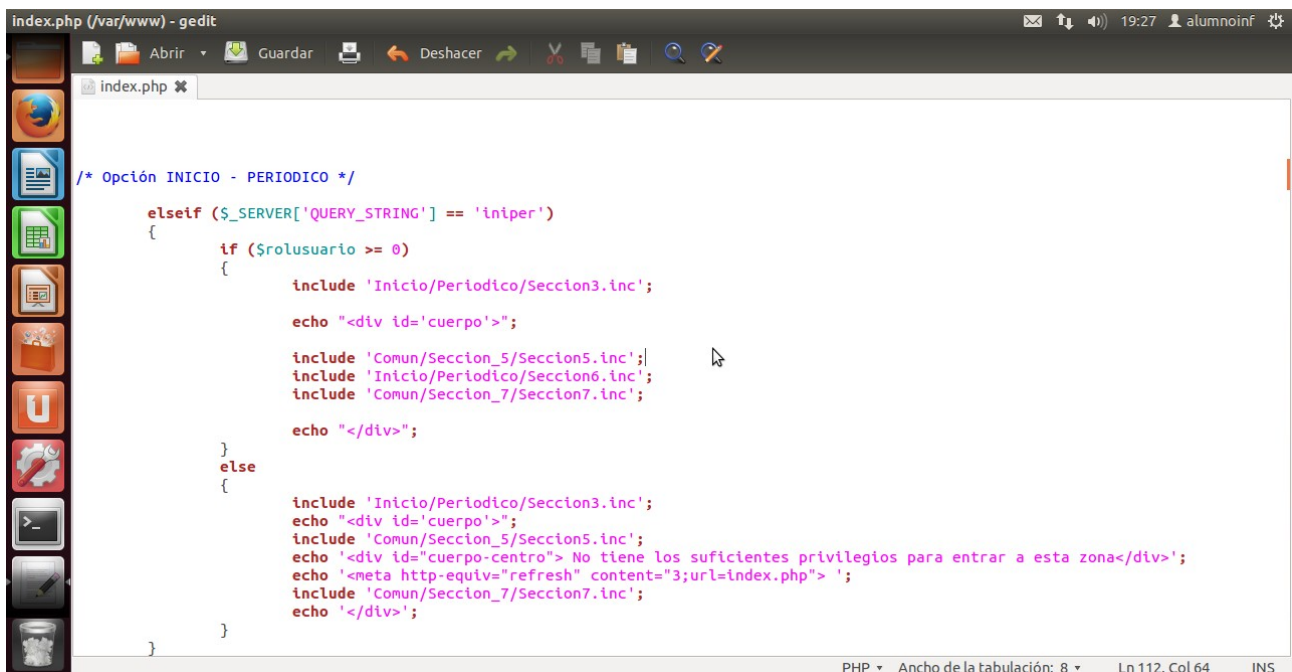 index.php (/var/www) - gedit
19:27 alumnoinf
Abrir Guardar Deshacer
index.php
/* Opción INICIO - PERIODICO */
elseif ($_SERVER['QUERY_STRING'] == 'iniper')
{
if ($rolusuario >= 0)
{
include 'Inicio/Periodico/Seccion3.inc';
echo "<div id='cuerpo'>";
include 'Comun/Seccion_5/Seccion5.inc';
include 'Inicio/Periodico/Seccion6.inc';
include 'Comun/Seccion_7/Seccion7.inc';
echo "</div>";
}
else
{
include 'Inicio/Periodico/Seccion3.inc';
echo "<div id='cuerpo'>";
include 'Comun/Seccion_5/Seccion5.inc';
echo '<div id="cuerpo-centro"> No tiene los suficientes privilegios para entrar a esta zona</div>';
echo '<meta http-equiv="refresh" content="3;url=index.php"> ';
include 'Comun/Seccion_7/Seccion7.inc';
echo '</div>';
}
}
PHP Ancho de la tabulación: 8 Ln 112, Col 64 INS